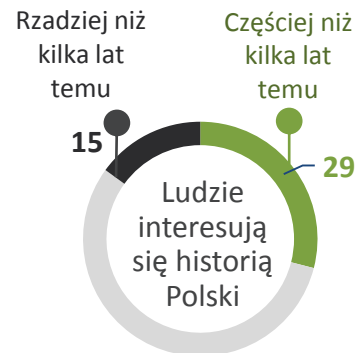 Rzadziej niż
kilka lat
temu
Częściej niż
kilka lat
temu
15
29
Ludzie
interesują
się historią
Polski